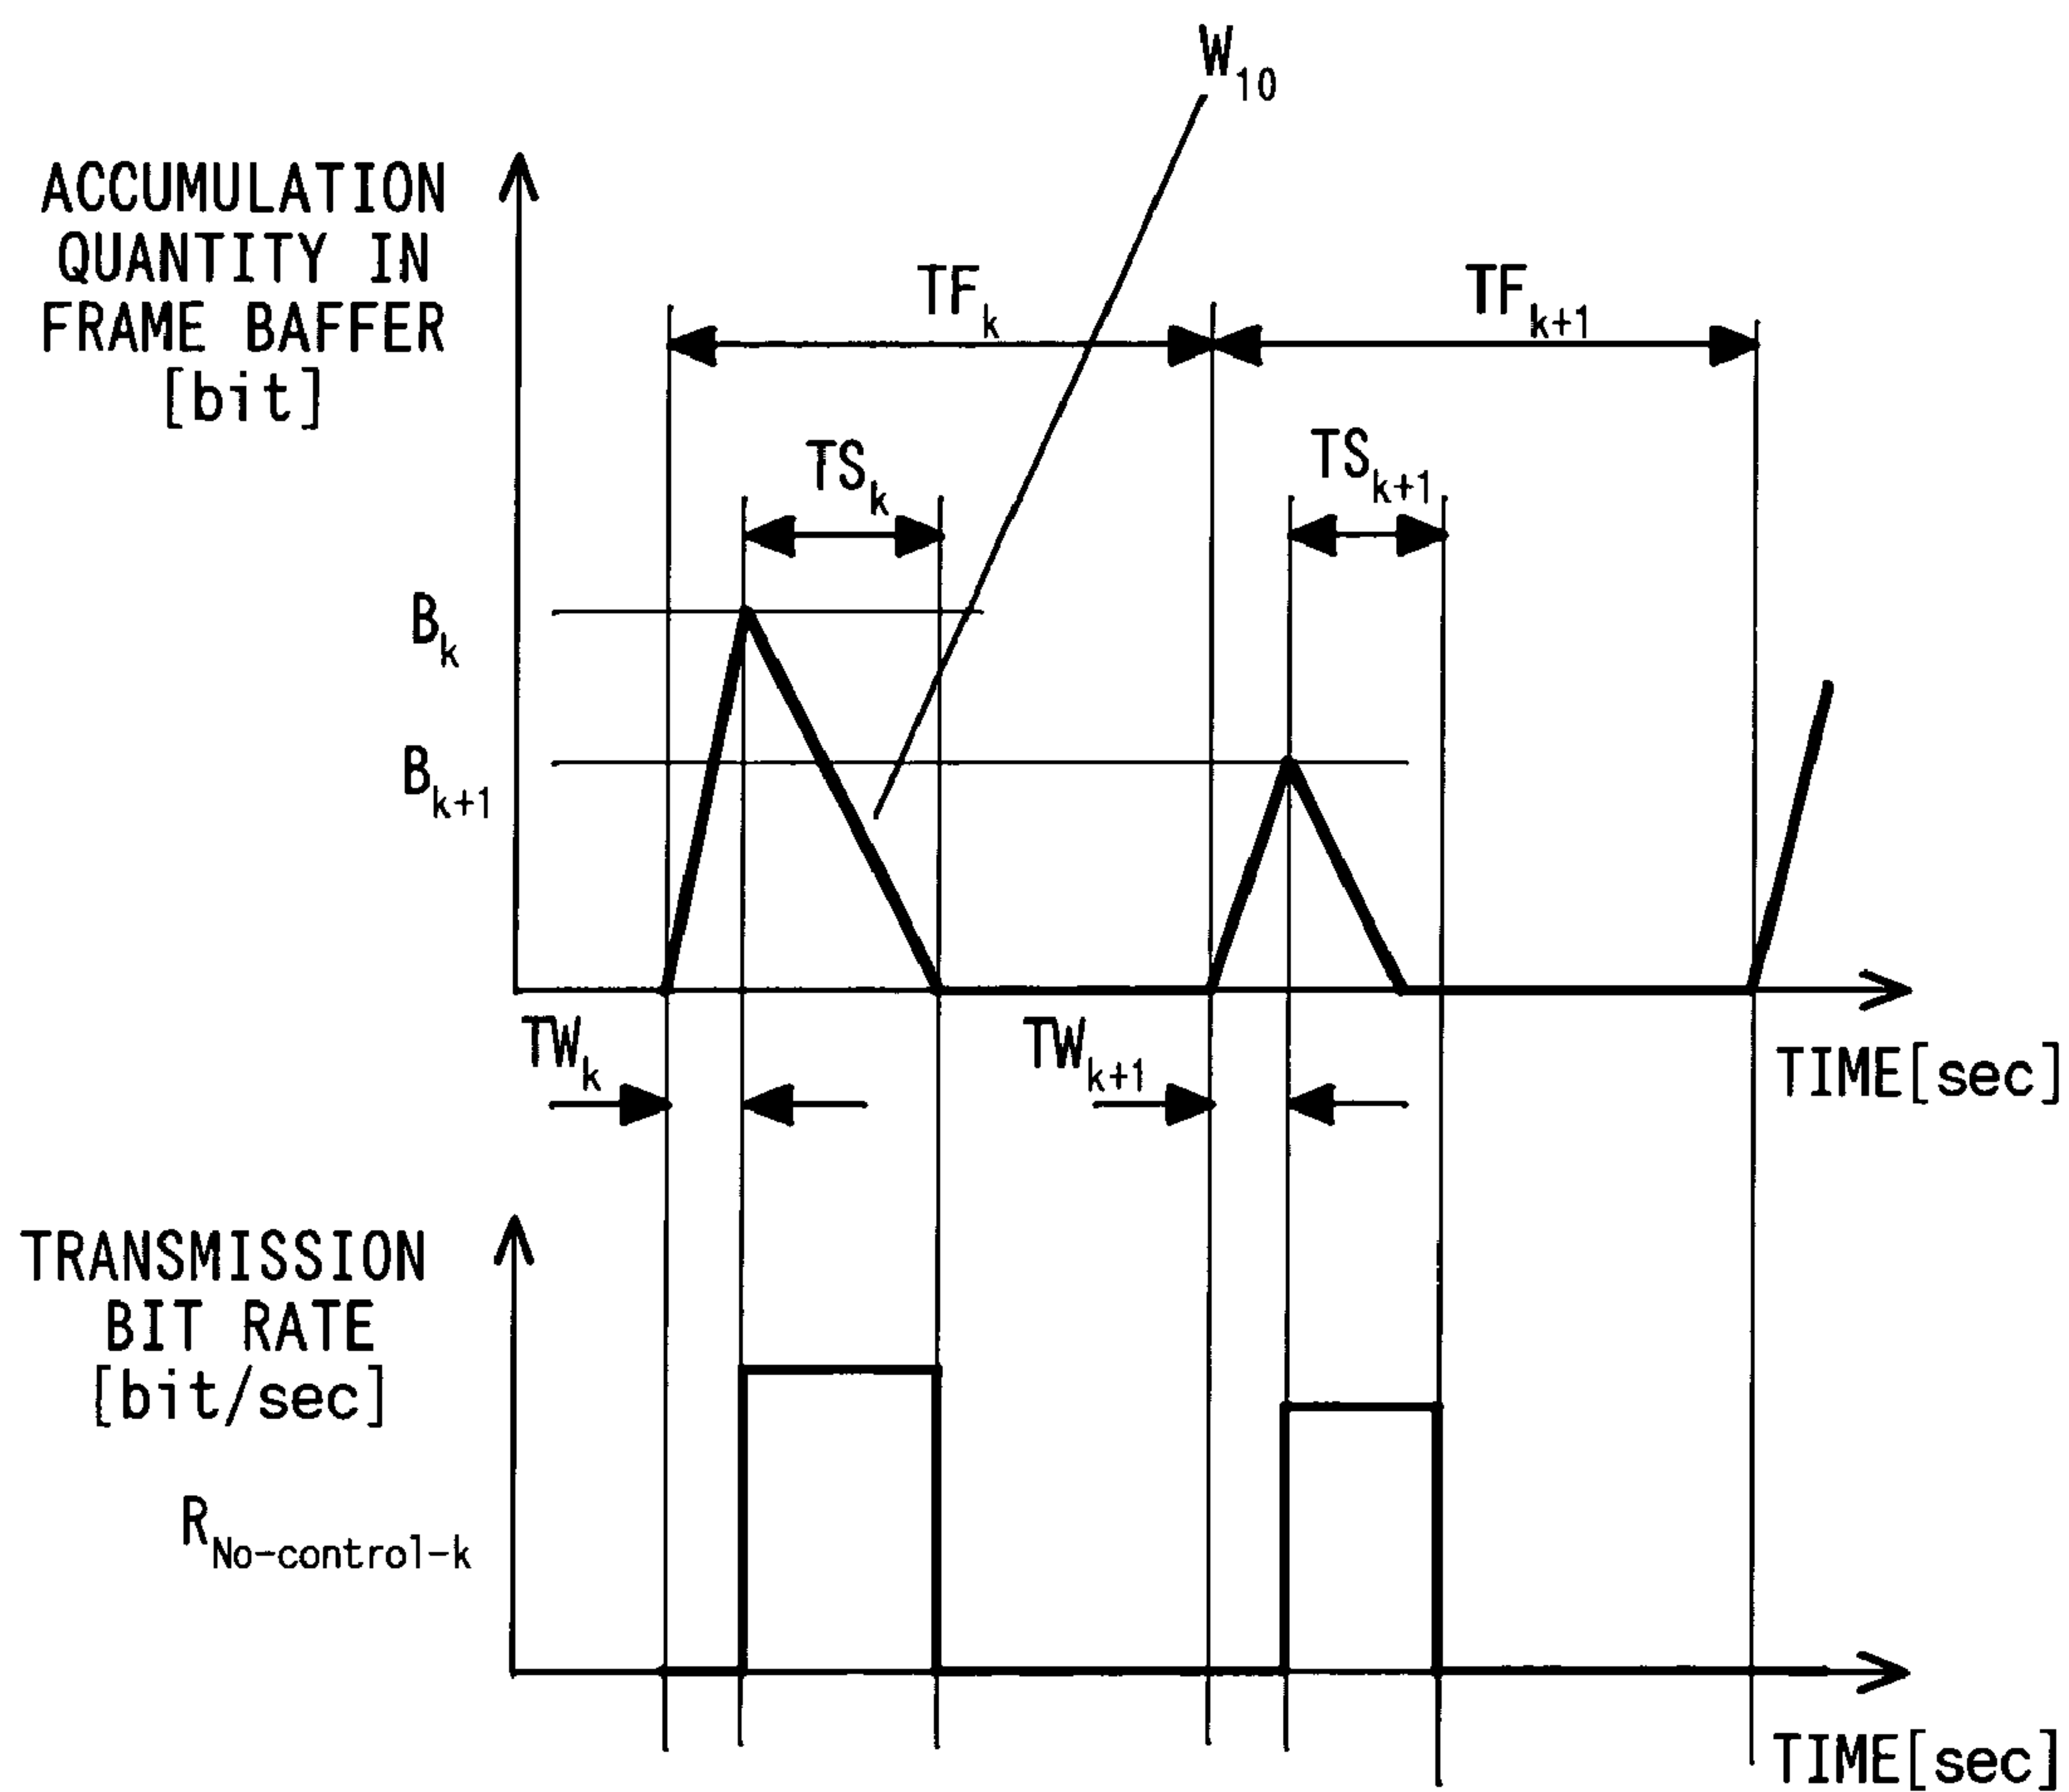 W10
ACCUMULATION
QUANTITY IN
FRAME BAFFER
[bit]
TFk
TFk+1
TSk
TSk+1
Bk
Bk+1
TWk
TWk+1
TIME[sec]
TRANSMISSION
BIT RATE
[bit/sec]
RNo-control-k
TIME[sec]